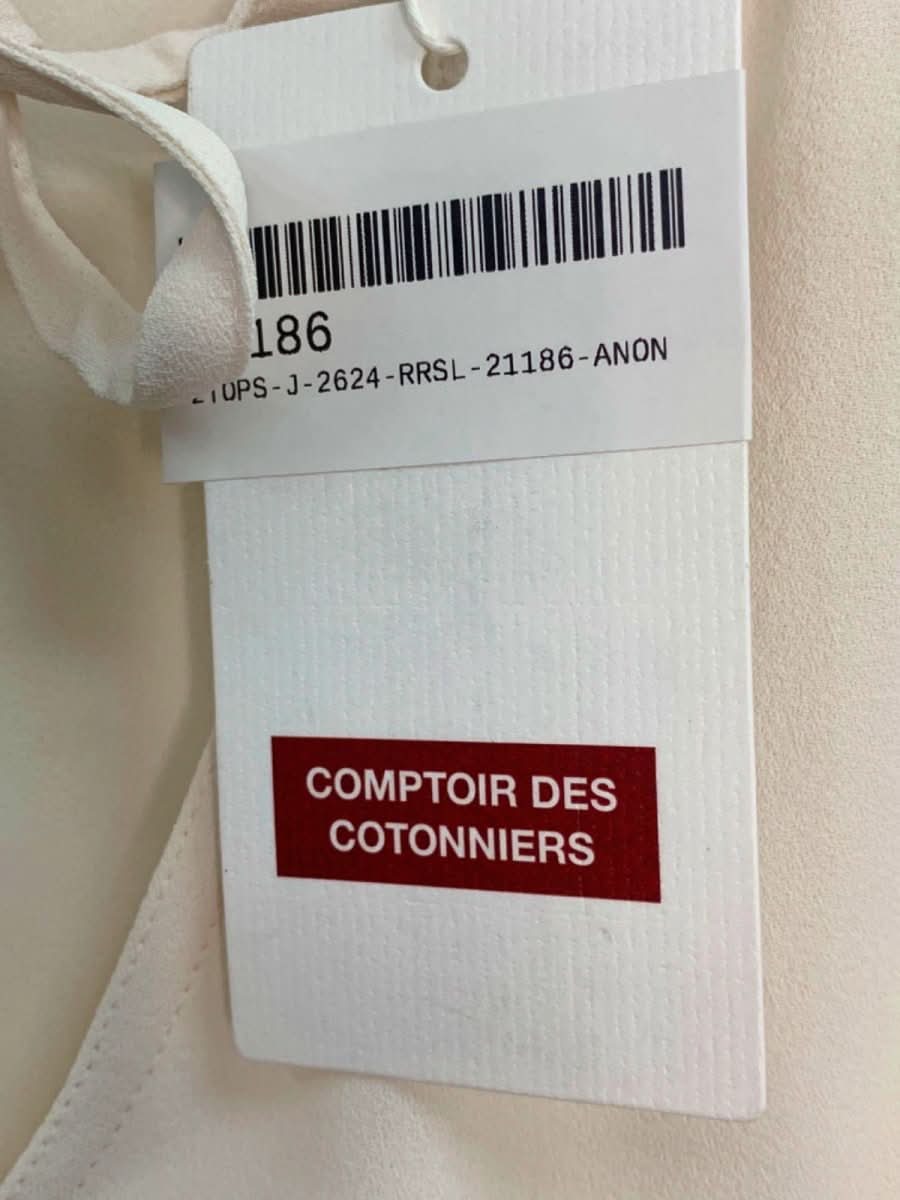 186
TOPS-J-2624-RRSL-21186-ANON
COMPTOIR DES
COTONNIERS